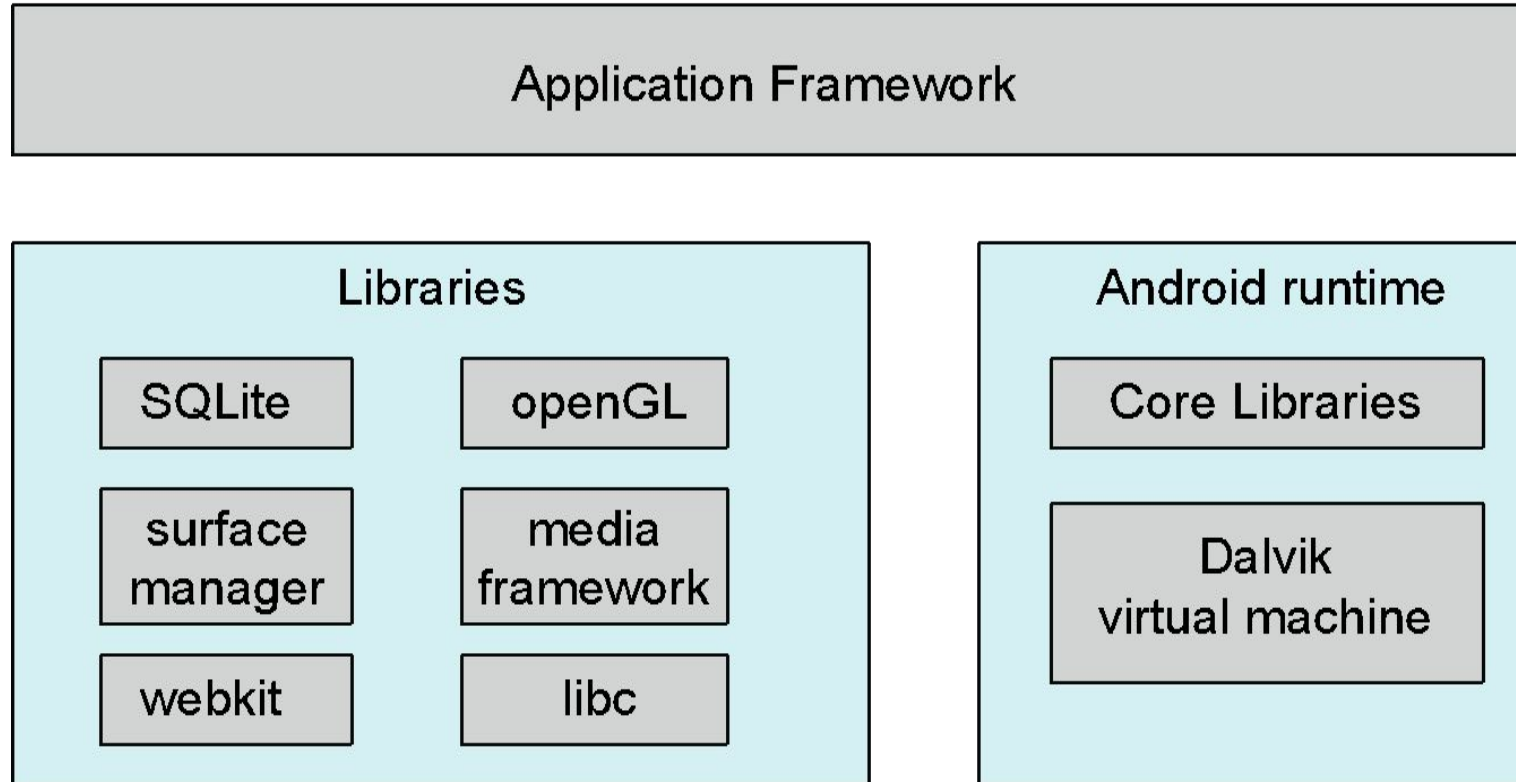 Application Framework
Libraries
SQLite
openGL
surface
manager
media
framework
webkit
libc
Android runtime
Core Libraries
Dalvik
virtual machine